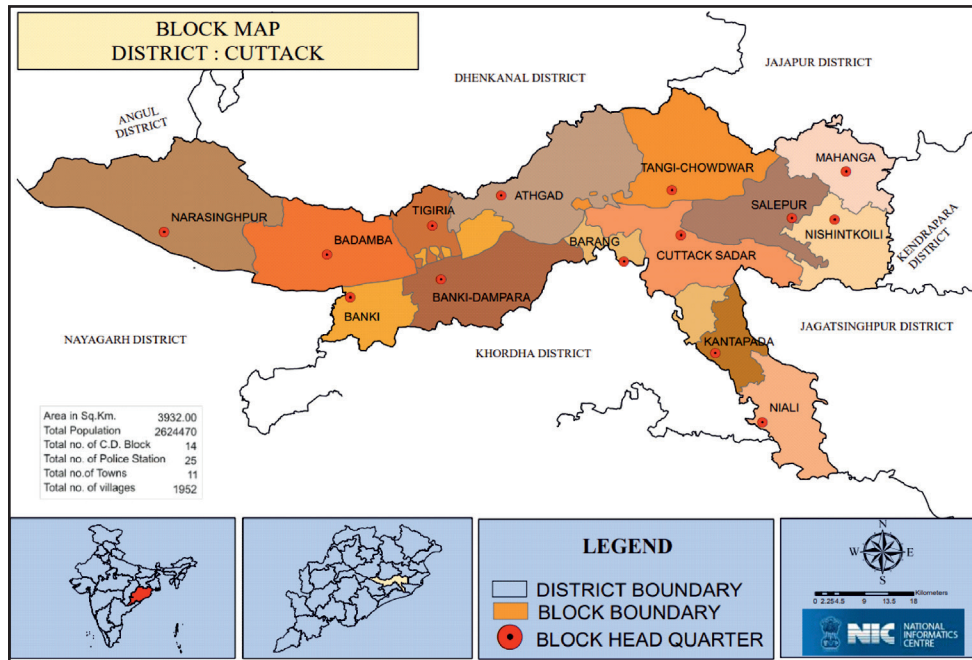 BLOCK MAP
DISTRICT : CUTTACK
DHENKANAL DISTRICT
JAJAPUR DISTRICT
ANGUL
DISTRICT
TANGI-CHOWDWAR
MAHANGA
ATHGAD
SALEPUR
NARASINGHPUR
TIGIRIA
NISHINTKOILI
BADAMBA
BARANG
CUTTACK SADAR
KENDRAPARA
DISTRICT
BANKI-DAMPARA
BANKI
NAYAGARH DISTRICT
KHORDHA DISTRICT
JAGATSINGHPUR DISTRICT
KANTAPADA
NIALI
Area in Sq.Km. 3932.00
Total Population 2624470
Total no. of C.D. Block 14
Total no. of Police Station 25
Total no.of Towns 11
Total no. of villages 1952
LEGEND
DISTRICT BOUNDARY
BLOCK BOUNDARY
BLOCK HEAD QUARTER
N
W E
S
Kilometers
0 2.25 4.5 9 13.5 18
NIC
NATIONAL
INFORMATICS
CENTRE